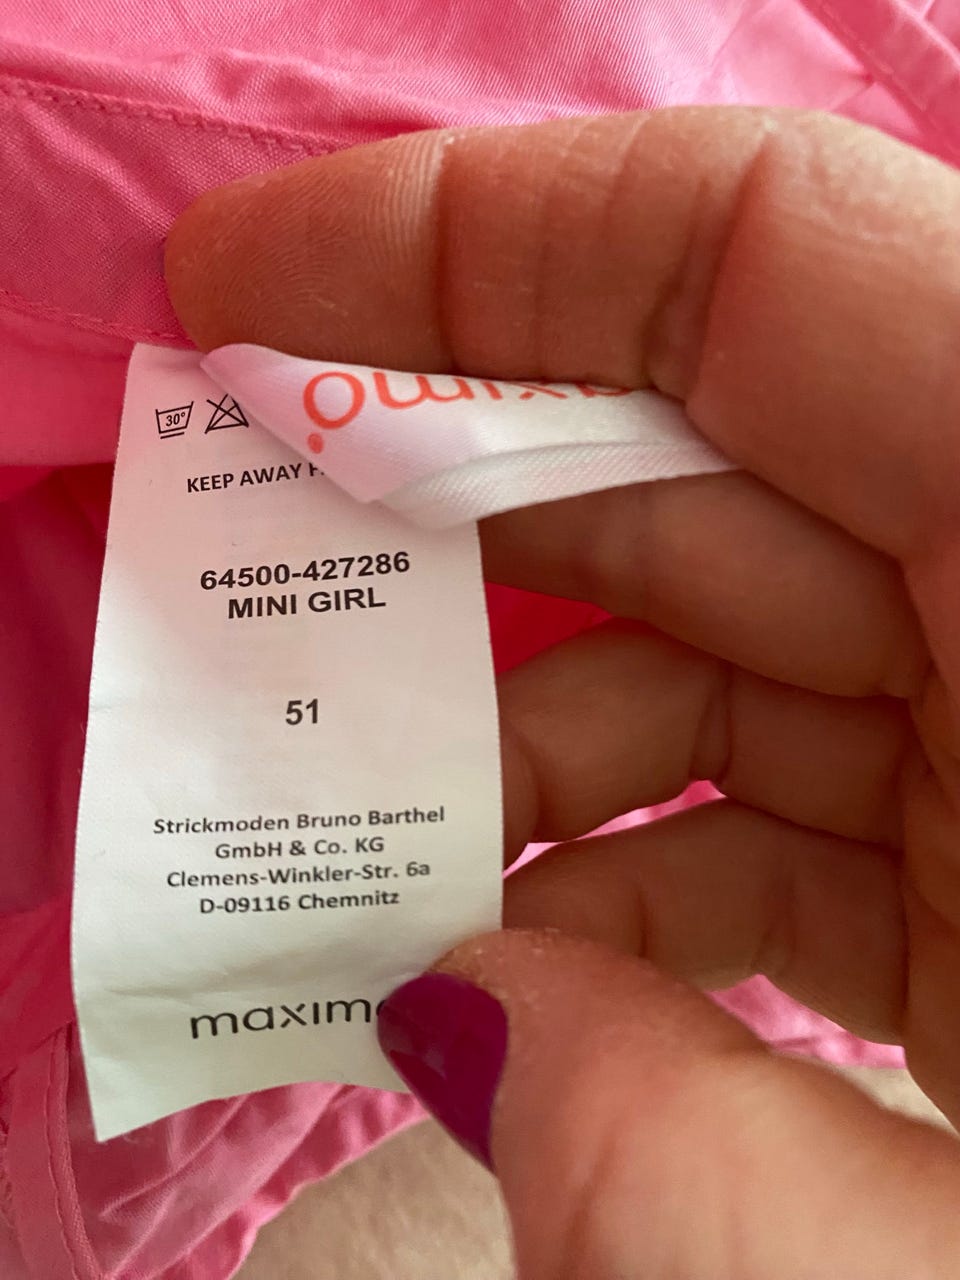 30°
KEEP AWAY
64500-427286
MINI GIRL
51
Strickmoden Bruno Barthel
GmbH & Co. KG
Clemens-Winkler-Str. 6a
D-09116 Chemnitz